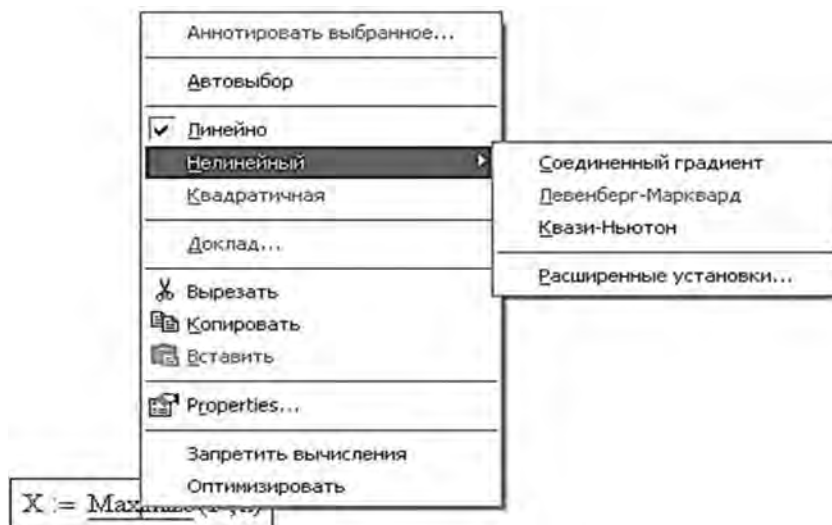 Аннотировать выбранное...
Автовыбор
Линейно
Нелинейный
Квадратичная
Доклад...
Вырезать
Копировать
Вставить
Properties...
Запретить вычисления
Оптимизировать
Соединенный градиент
Левенберг-Марквард
Квази-Ньютон
Расширенные установки...
X :=